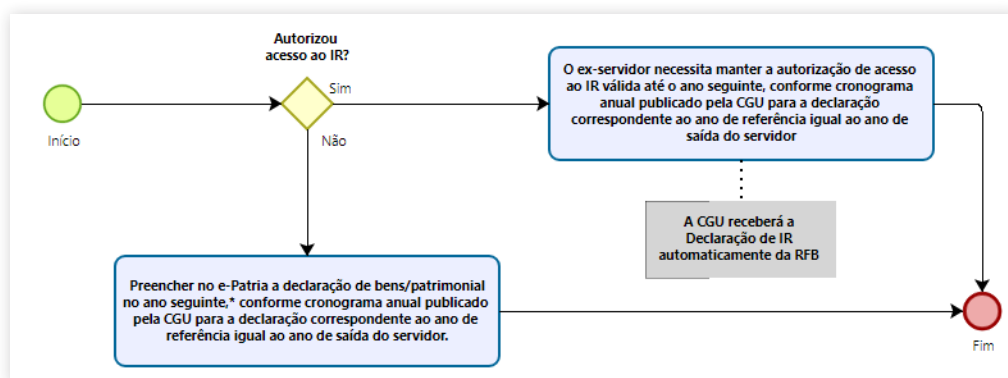 Autorizou
acesso ao IR?
Início
Sim
Não
O ex-servidor necessita manter a autorização de acesso
ao IR válida até o ano seguinte, conforme cronograma
anual publicado pela CGU para a declaração
correspondente ao ano de referência igual ao ano de
saída do servidor
A CGU receberá a
Declaração de IR
automaticamente da RFB
Preencher no e-Patria a declaração de bens/patrimonial
no ano seguinte,* conforme cronograma anual publicado
pela CGU para a declaração correspondente ao ano de
referência igual ao ano de saída do servidor.
Fim